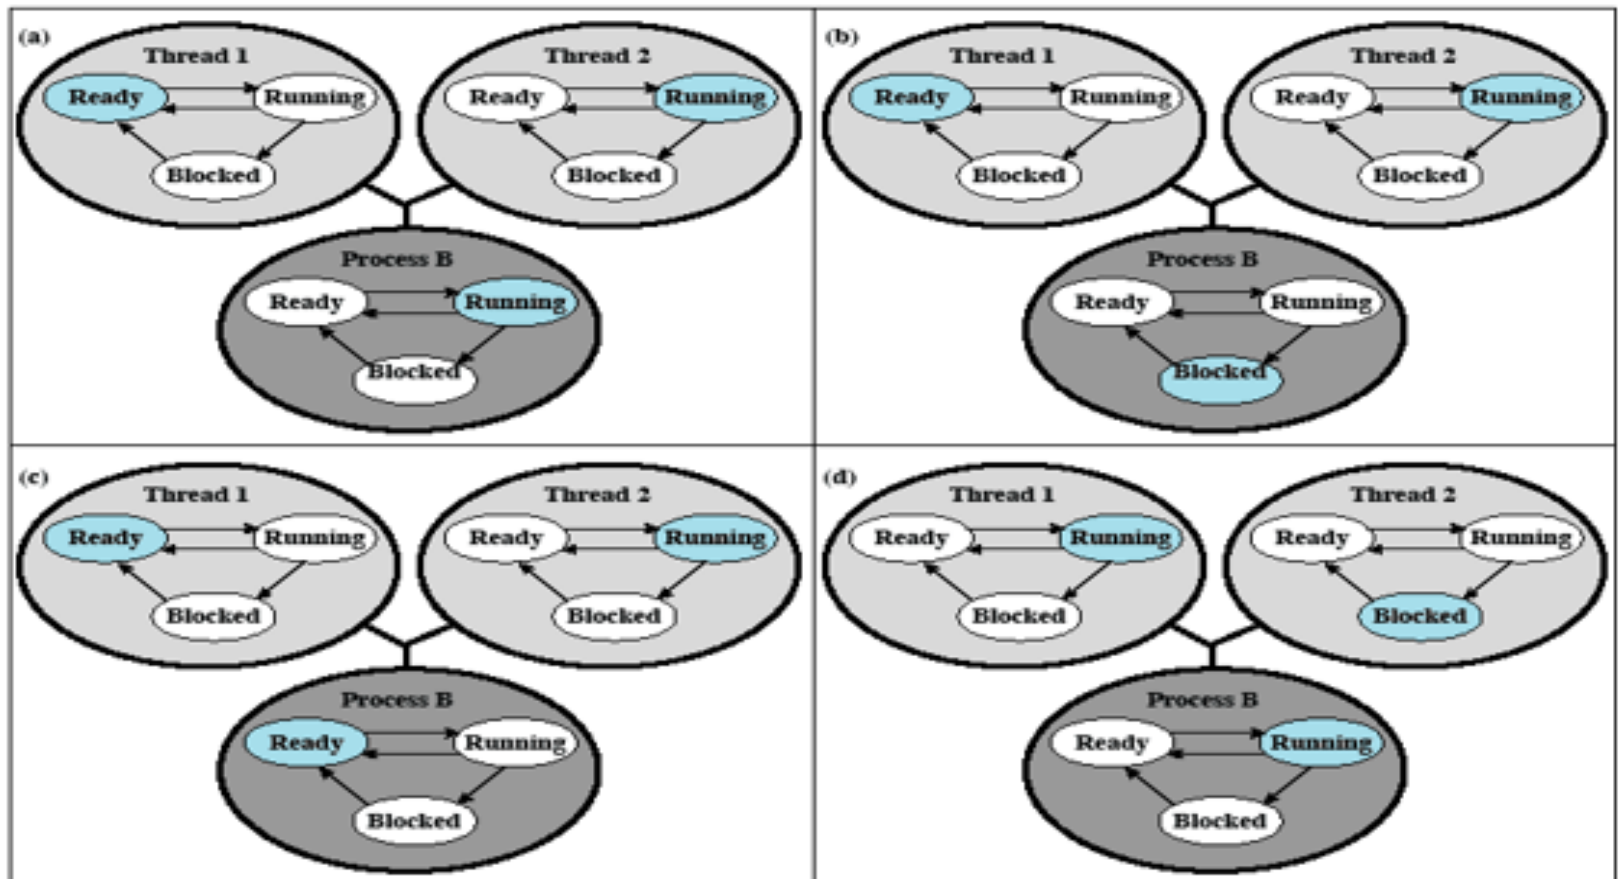 (a)
Thread 1
Ready Running
Blocked
Thread 2
Ready Running
Blocked
Process B
Ready Running
Blocked
(b)
Thread 1
Ready Running
Blocked
Thread 2
Ready Running
Blocked
Process B
Ready Running
Blocked
(c)
Thread 1
Ready Running
Blocked
Thread 2
Ready Running
Blocked
Process B
Ready Running
Blocked
(d)
Thread 1
Ready Running
Blocked
Thread 2
Ready Running
Blocked
Process B
Ready Running
Blocked